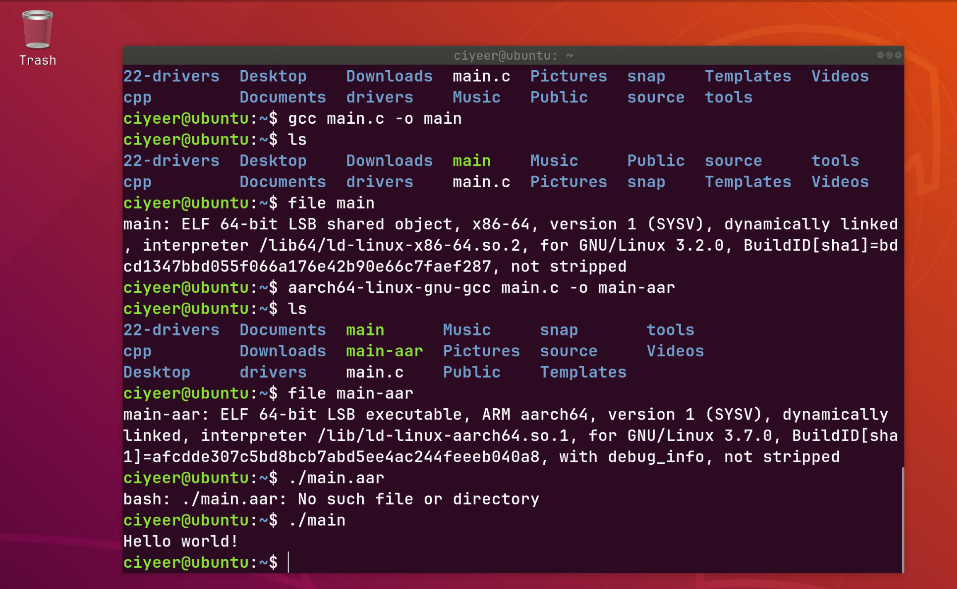 Trash
ciyeer@ubuntu: ~
22-drivers Desktop Downloads main.c Pictures snap Templates Videos
cpp Documents drivers Music Public source tools
ciyeer@ubuntu:~$ gcc main.c -o main
ciyeer@ubuntu:~$ ls
22-drivers Desktop Downloads main Music Public source tools
cpp Documents drivers main.c Pictures snap Templates Videos
ciyeer@ubuntu:~$ file main
main: ELF 64-bit LSB shared object, x86-64, version 1 (SYSV), dynamically linked
, interpreter /lib64/ld-linux-x86-64.so.2, for GNU/Linux 3.2.0, BuildID[sha1]=bd
cd1347bbd055f066a176e42b90e66c7faef287, not stripped
ciyeer@ubuntu:~$ aarch64-linux-gnu-gcc main.c -o main-aar
ciyeer@ubuntu:~$ ls
22-drivers Documents main Music snap tools
cpp Downloads main-aar Pictures source Videos
Desktop drivers main.c Public Templates
ciyeer@ubuntu:~$ file main-aar
main-aar: ELF 64-bit LSB executable, ARM aarch64, version 1 (SYSV), dynamically
linked, interpreter /lib/ld-linux-aarch64.so.1, for GNU/Linux 3.7.0, BuildID[sha
1]=afcdde307c5bd8bcb7abd5ee4ac244feeeb040a8, with debug_info, not stripped
ciyeer@ubuntu:~$ ./main.aar
bash: ./main.aar: No such file or directory
ciyeer@ubuntu:~$ ./main
Hello world!
ciyeer@ubuntu:~$